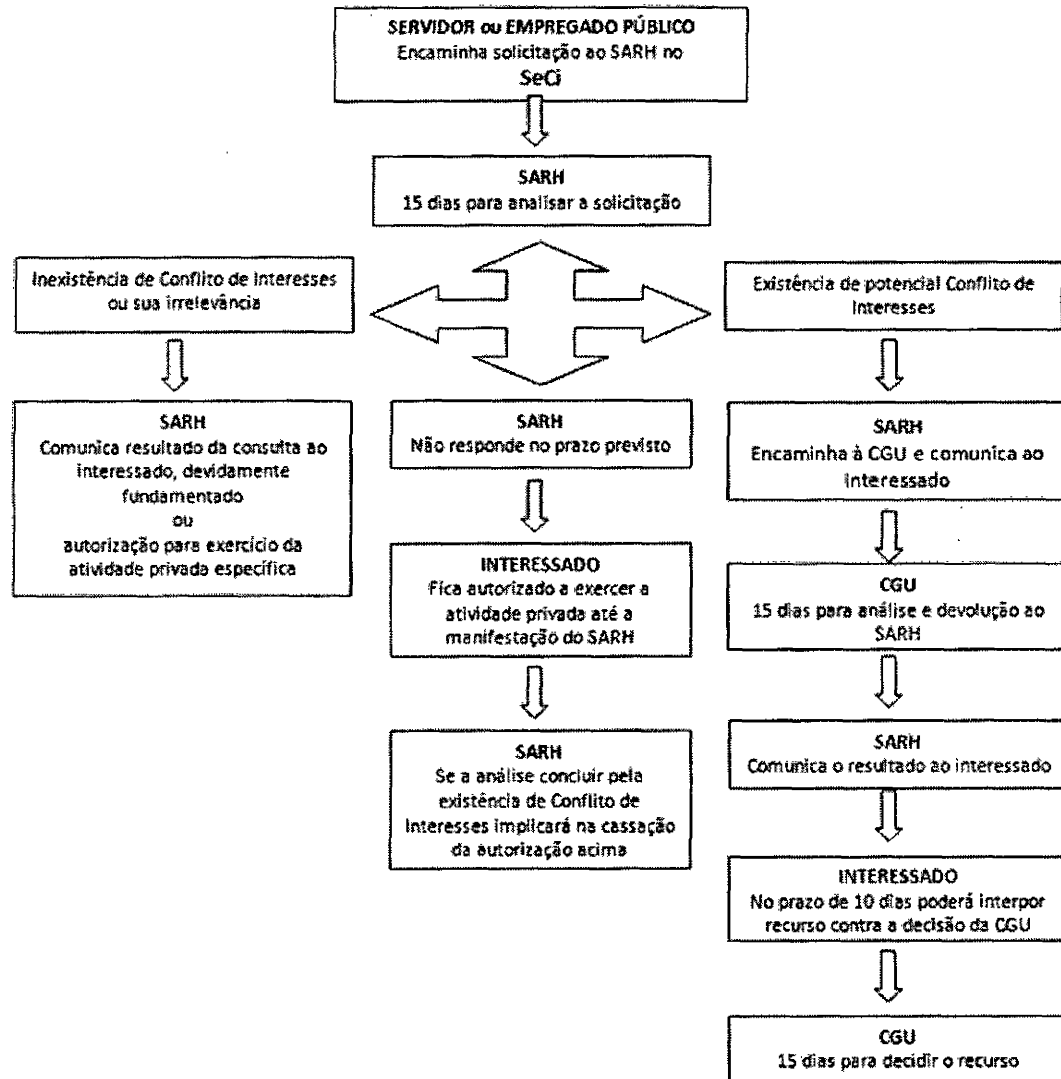 SERVIDOR ou EMPREGADO PÚBLICO
Encaminha solicitação ao SARH no
SeCi
SARH
15 dias para analisar a solicitação
Inexistência de Conflito de Interesses
ou sua irrelevância
SARH
Comunica resultado da consulta ao
interessado, devidamente
fundamentado
ou
autorização para exercício da
atividade privada específica
SARH
Não responde no prazo previsto
INTERESSADO
Fica autorizado a exercer a
atividade privada até a
manifestação do SARH
SARH
Se a análise concluir pela
existência de Conflito de
Interesses implicará na cassação
da autorização acima
Existência de potencial Conflito de
Interesses
SARH
Encaminha à CGU e comunica ao
Interessado
CGU
15 dias para análise e devolução ao
SARH
SARH
Comunica o resultado ao interessado
INTERESSADO
No prazo de 10 dias poderá interpor
recurso contra a decisão da CGU
CGU
15 dias para decidir o recurso